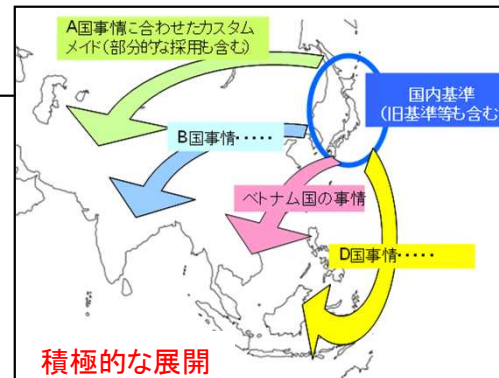 A国事情に合わせたカスタム
メイド(部分的な採用も含む)
国内基準
(旧基準等も含む
B国事情・・・・・
ベトナム国の事情
D国事情・・・・・
積極的な展開